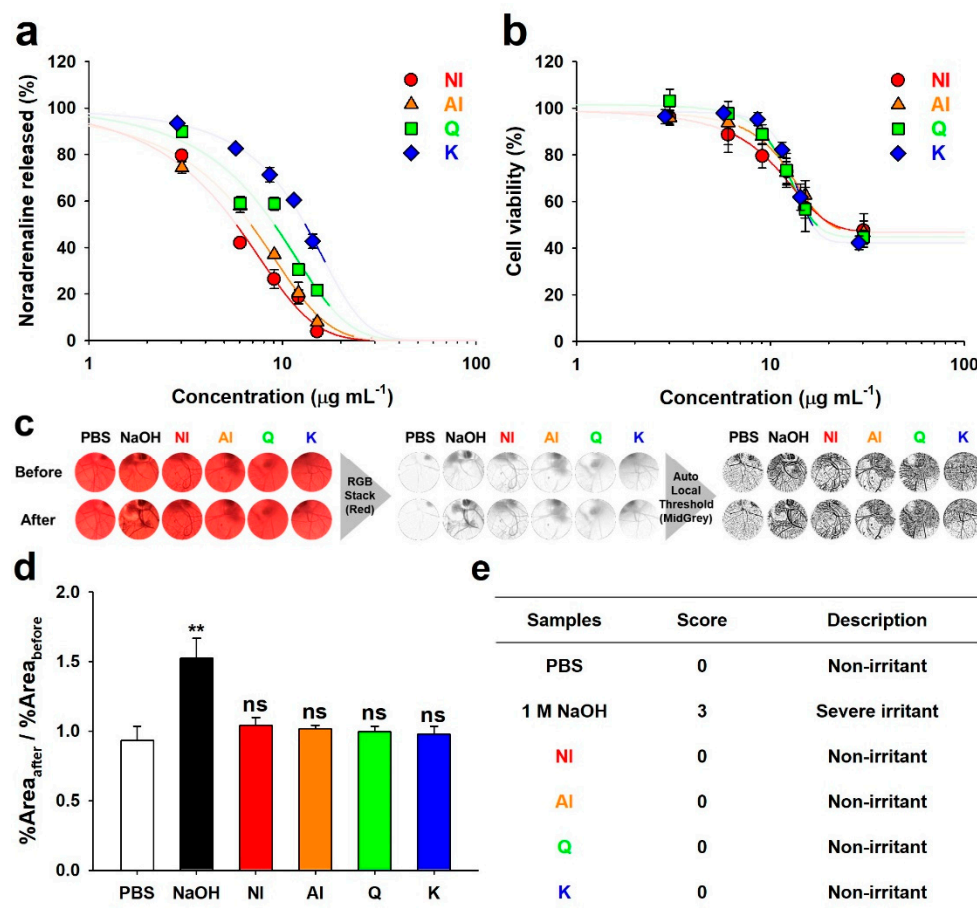 a
Noradrenaline released (%)
120
100
80
60
40
20
0
1 10 100
Concentration (μg mL-1)
NI
AI
Q
K
b
Cell viability (%)
120
100
80
60
40
20
0
1 10 100
Concentration (μg mL-1)
NI
AI
Q
K
c
PBS NaOH NI AI Q K
Before
After
RGB
Stack
(Red)
PBS NaOH NI AI Q K
Auto
Local
Threshold
(MidGrey)
PBS NaOH NI AI Q K
d
%Areaafter / %Areabefore
2.0
1.5
1.0
0.5
0.0
**
ns ns ns ns
PBS NaOH NI AI Q K
e
Samples Score Description
PBS 0 Non-irritant
1 M NaOH 3 Severe irritant
NI 0 Non-irritant
AI 0 Non-irritant
Q 0 Non-irritant
K 0 Non-irritant